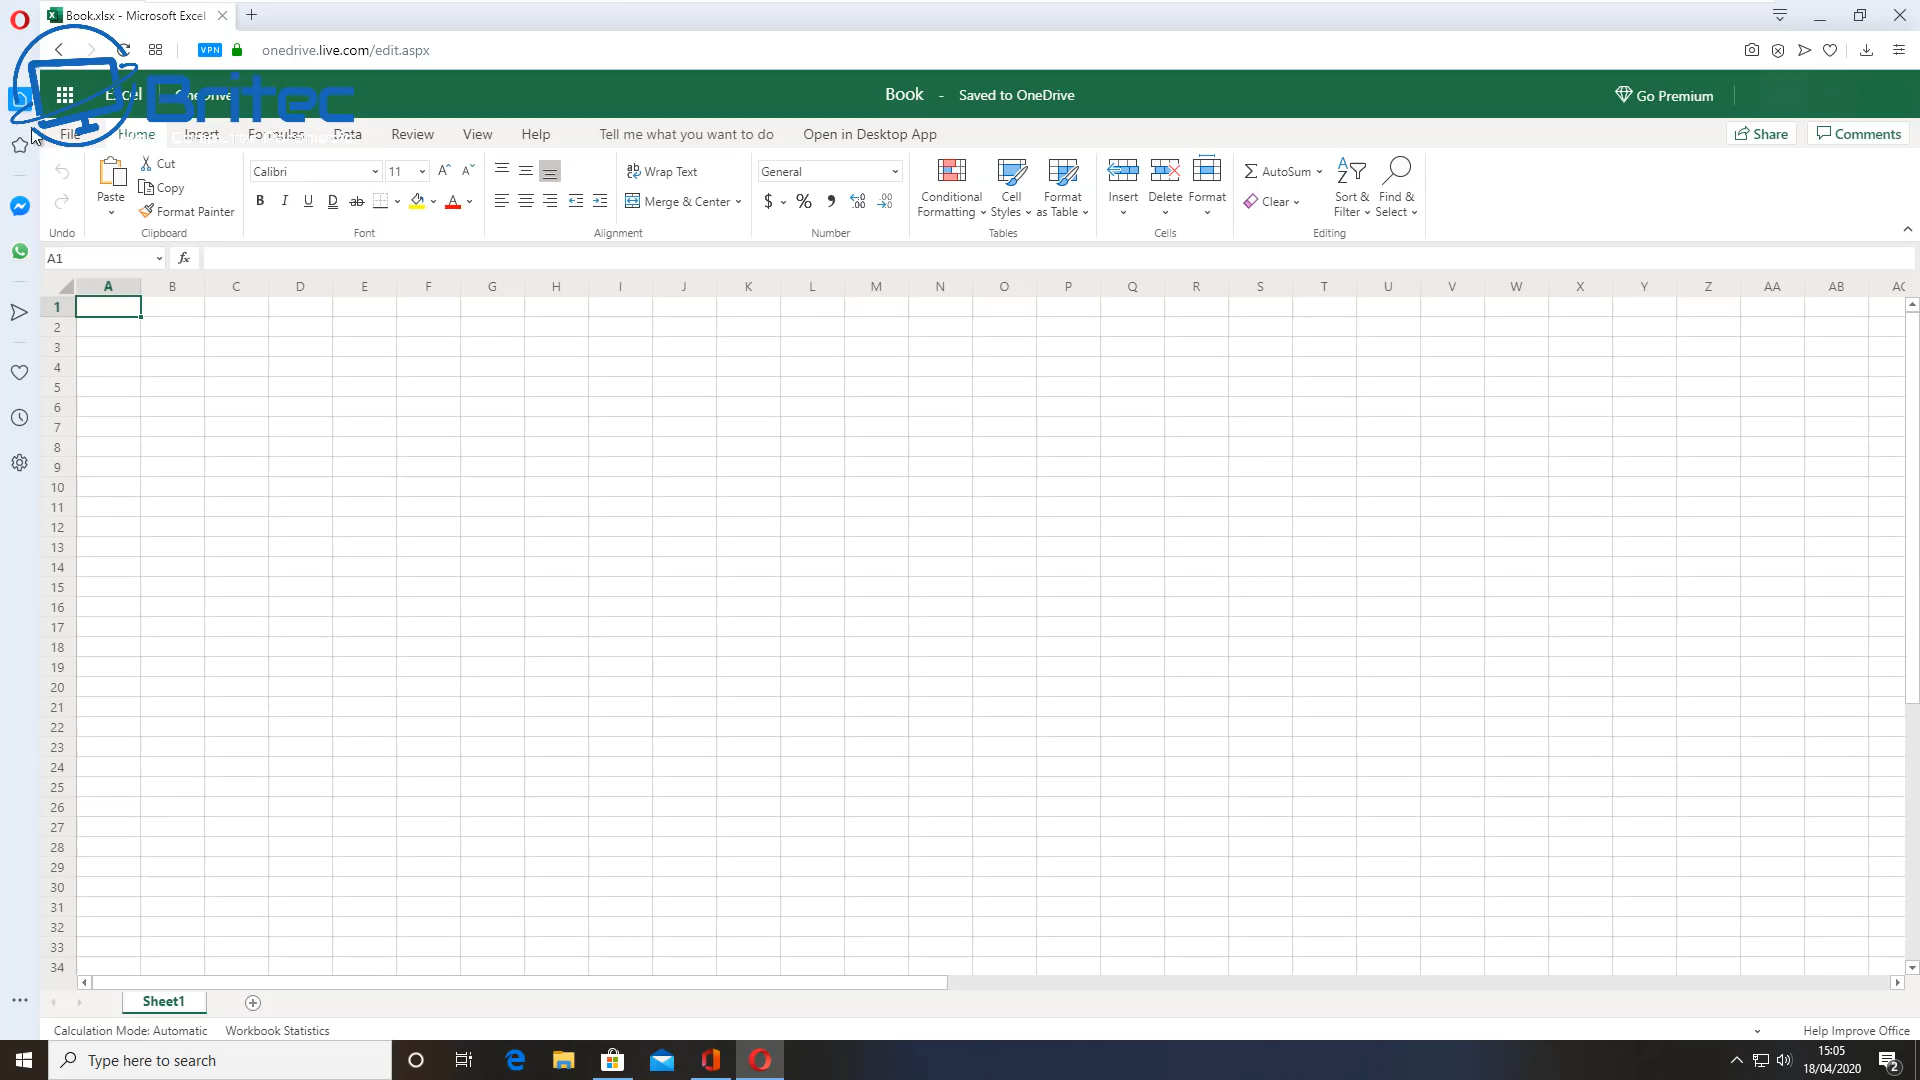 Book.xlsx - Microsoft Excel
VPN onedrive.live.com/edit.aspx
Britec
Excel OneDrive Book - Saved to OneDrive Go Premium
File Home Insert Formulas Data Review View Help Tell me what you want to do Open in Desktop App Share Comments
Cut
Copy
Format Painter
Paste
Calibri 11
B I U D ab A
ab Wrap Text
Merge & Center
General
$ % ,
Conditional Formatting
Cell Styles
Format as Table
Insert Delete Format
AutoSum
Clear
Sort & Filter
Find & Select
Undo Clipboard Font Alignment Number Tables Cells Editing
A1 fx
A B C D E F G H I J K L M N O P Q R S T U V W X Y Z AA AB
1
2
3
4
5
6
7
8
9
10
11
12
13
14
15
16
17
18
19
20
21
22
23
24
25
26
27
28
29
30
31
32
33
34
Sheet1
Calculation Mode: Automatic Workbook Statistics Help Improve Office
Type here to search
15:05
18/04/2020
2